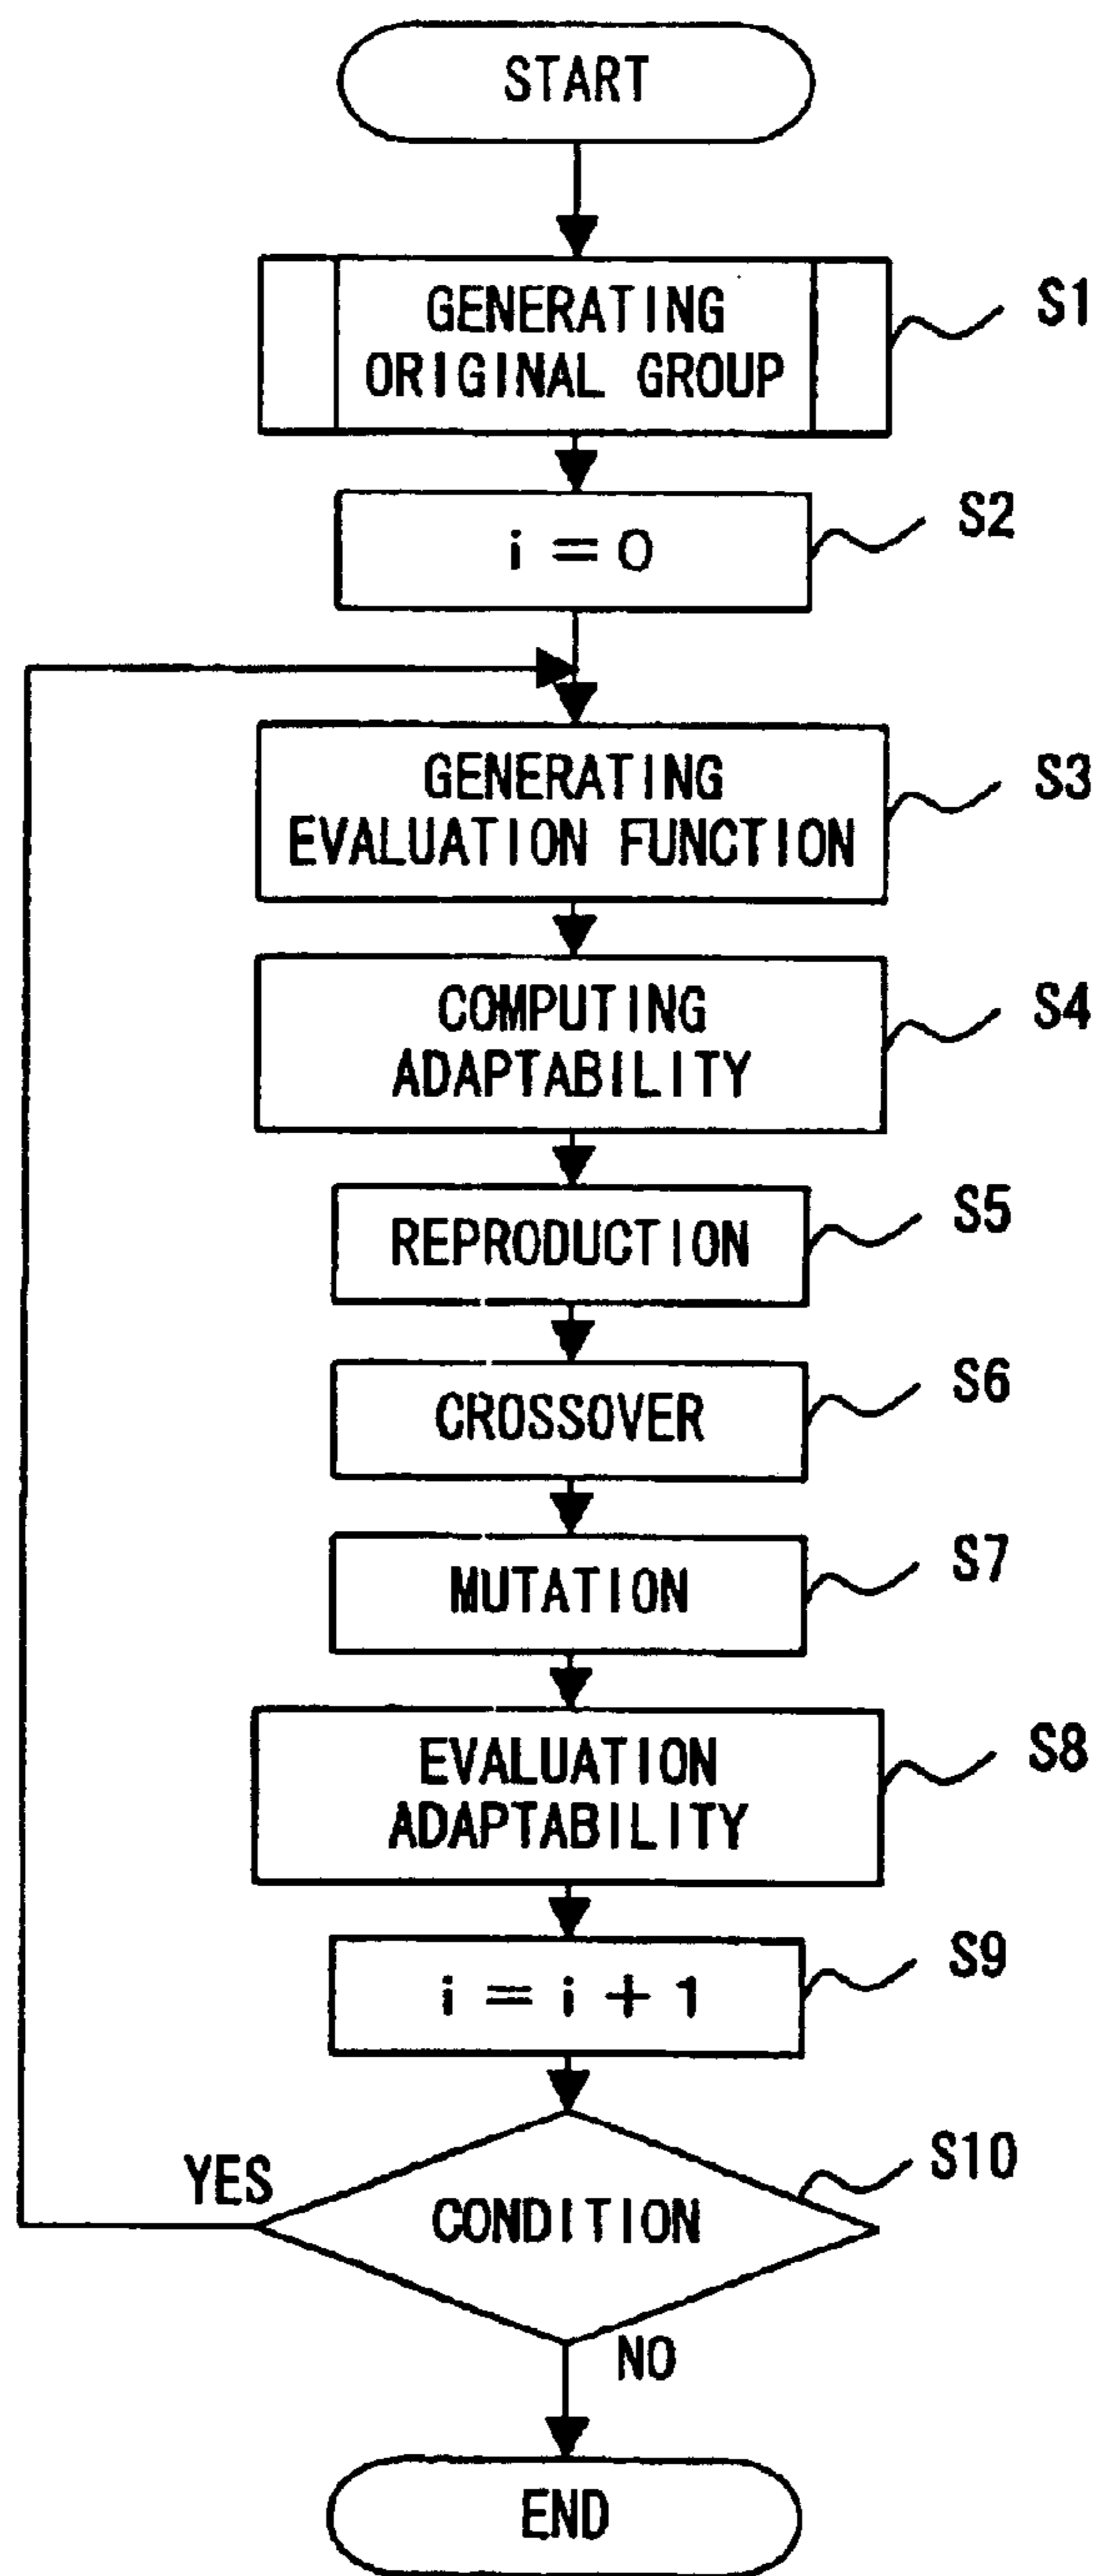 START
GENERATING
ORIGINAL GROUP
S1
i = 0
S2
GENERATING
EVALUATION FUNCTION
S3
COMPUTING
ADAPTABILITY
S4
REPRODUCTION
S5
CROSSOVER
S6
MUTATION
S7
EVALUATION
ADAPTABILITY
S8
i = i + 1
S9
YES
CONDITION
S10
NO
END